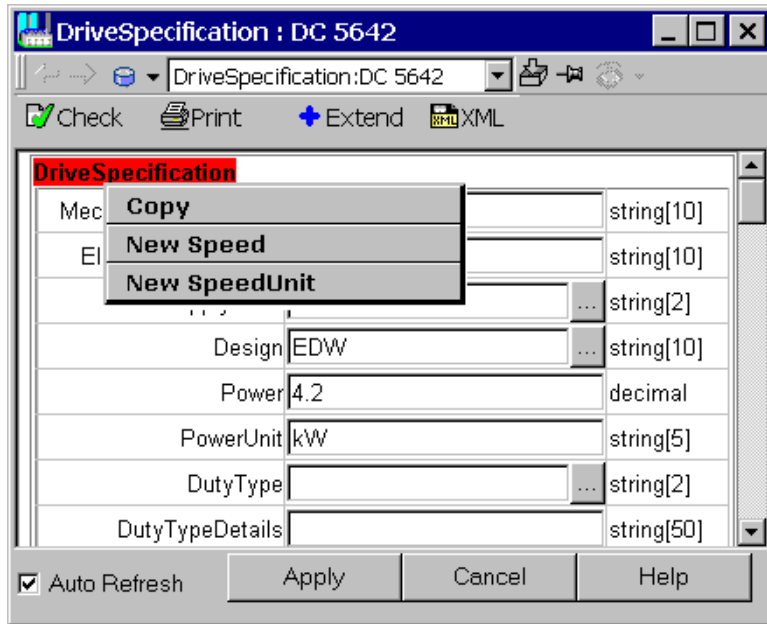 DriveSpecification : DC 5642
DriveSpecification:DC 5642
Check Print Extend XML
DriveSpecification
Mec string[10]
Copy
New Speed
El string[10]
New SpeedUnit
... string[2]
Design EDW ... string[10]
Power 4.2 decimal
PowerUnit kW string[5]
DutyType ... string[2]
DutyTypeDetails string[50]
Auto Refresh Apply Cancel Help